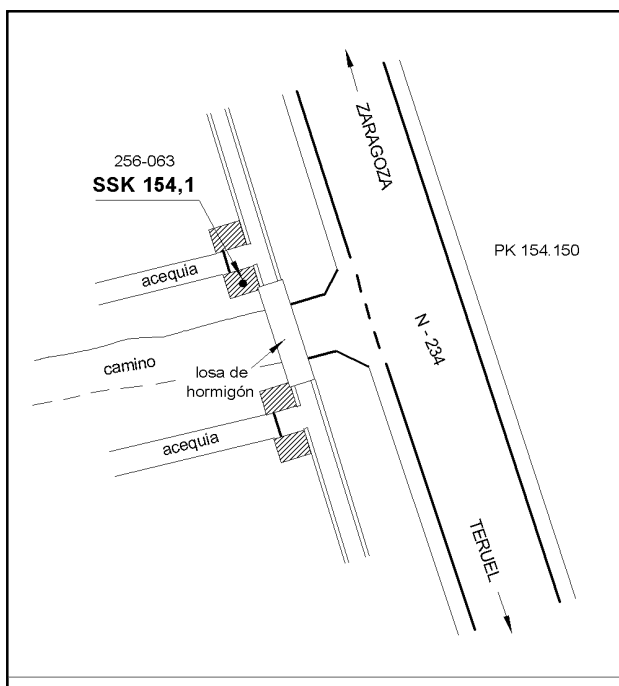 ZARAGOZA
256-063
SSK 154,1
PK 154.150
acequia
N - 234
camino
losa de
hormigón
acequia
TERUEL